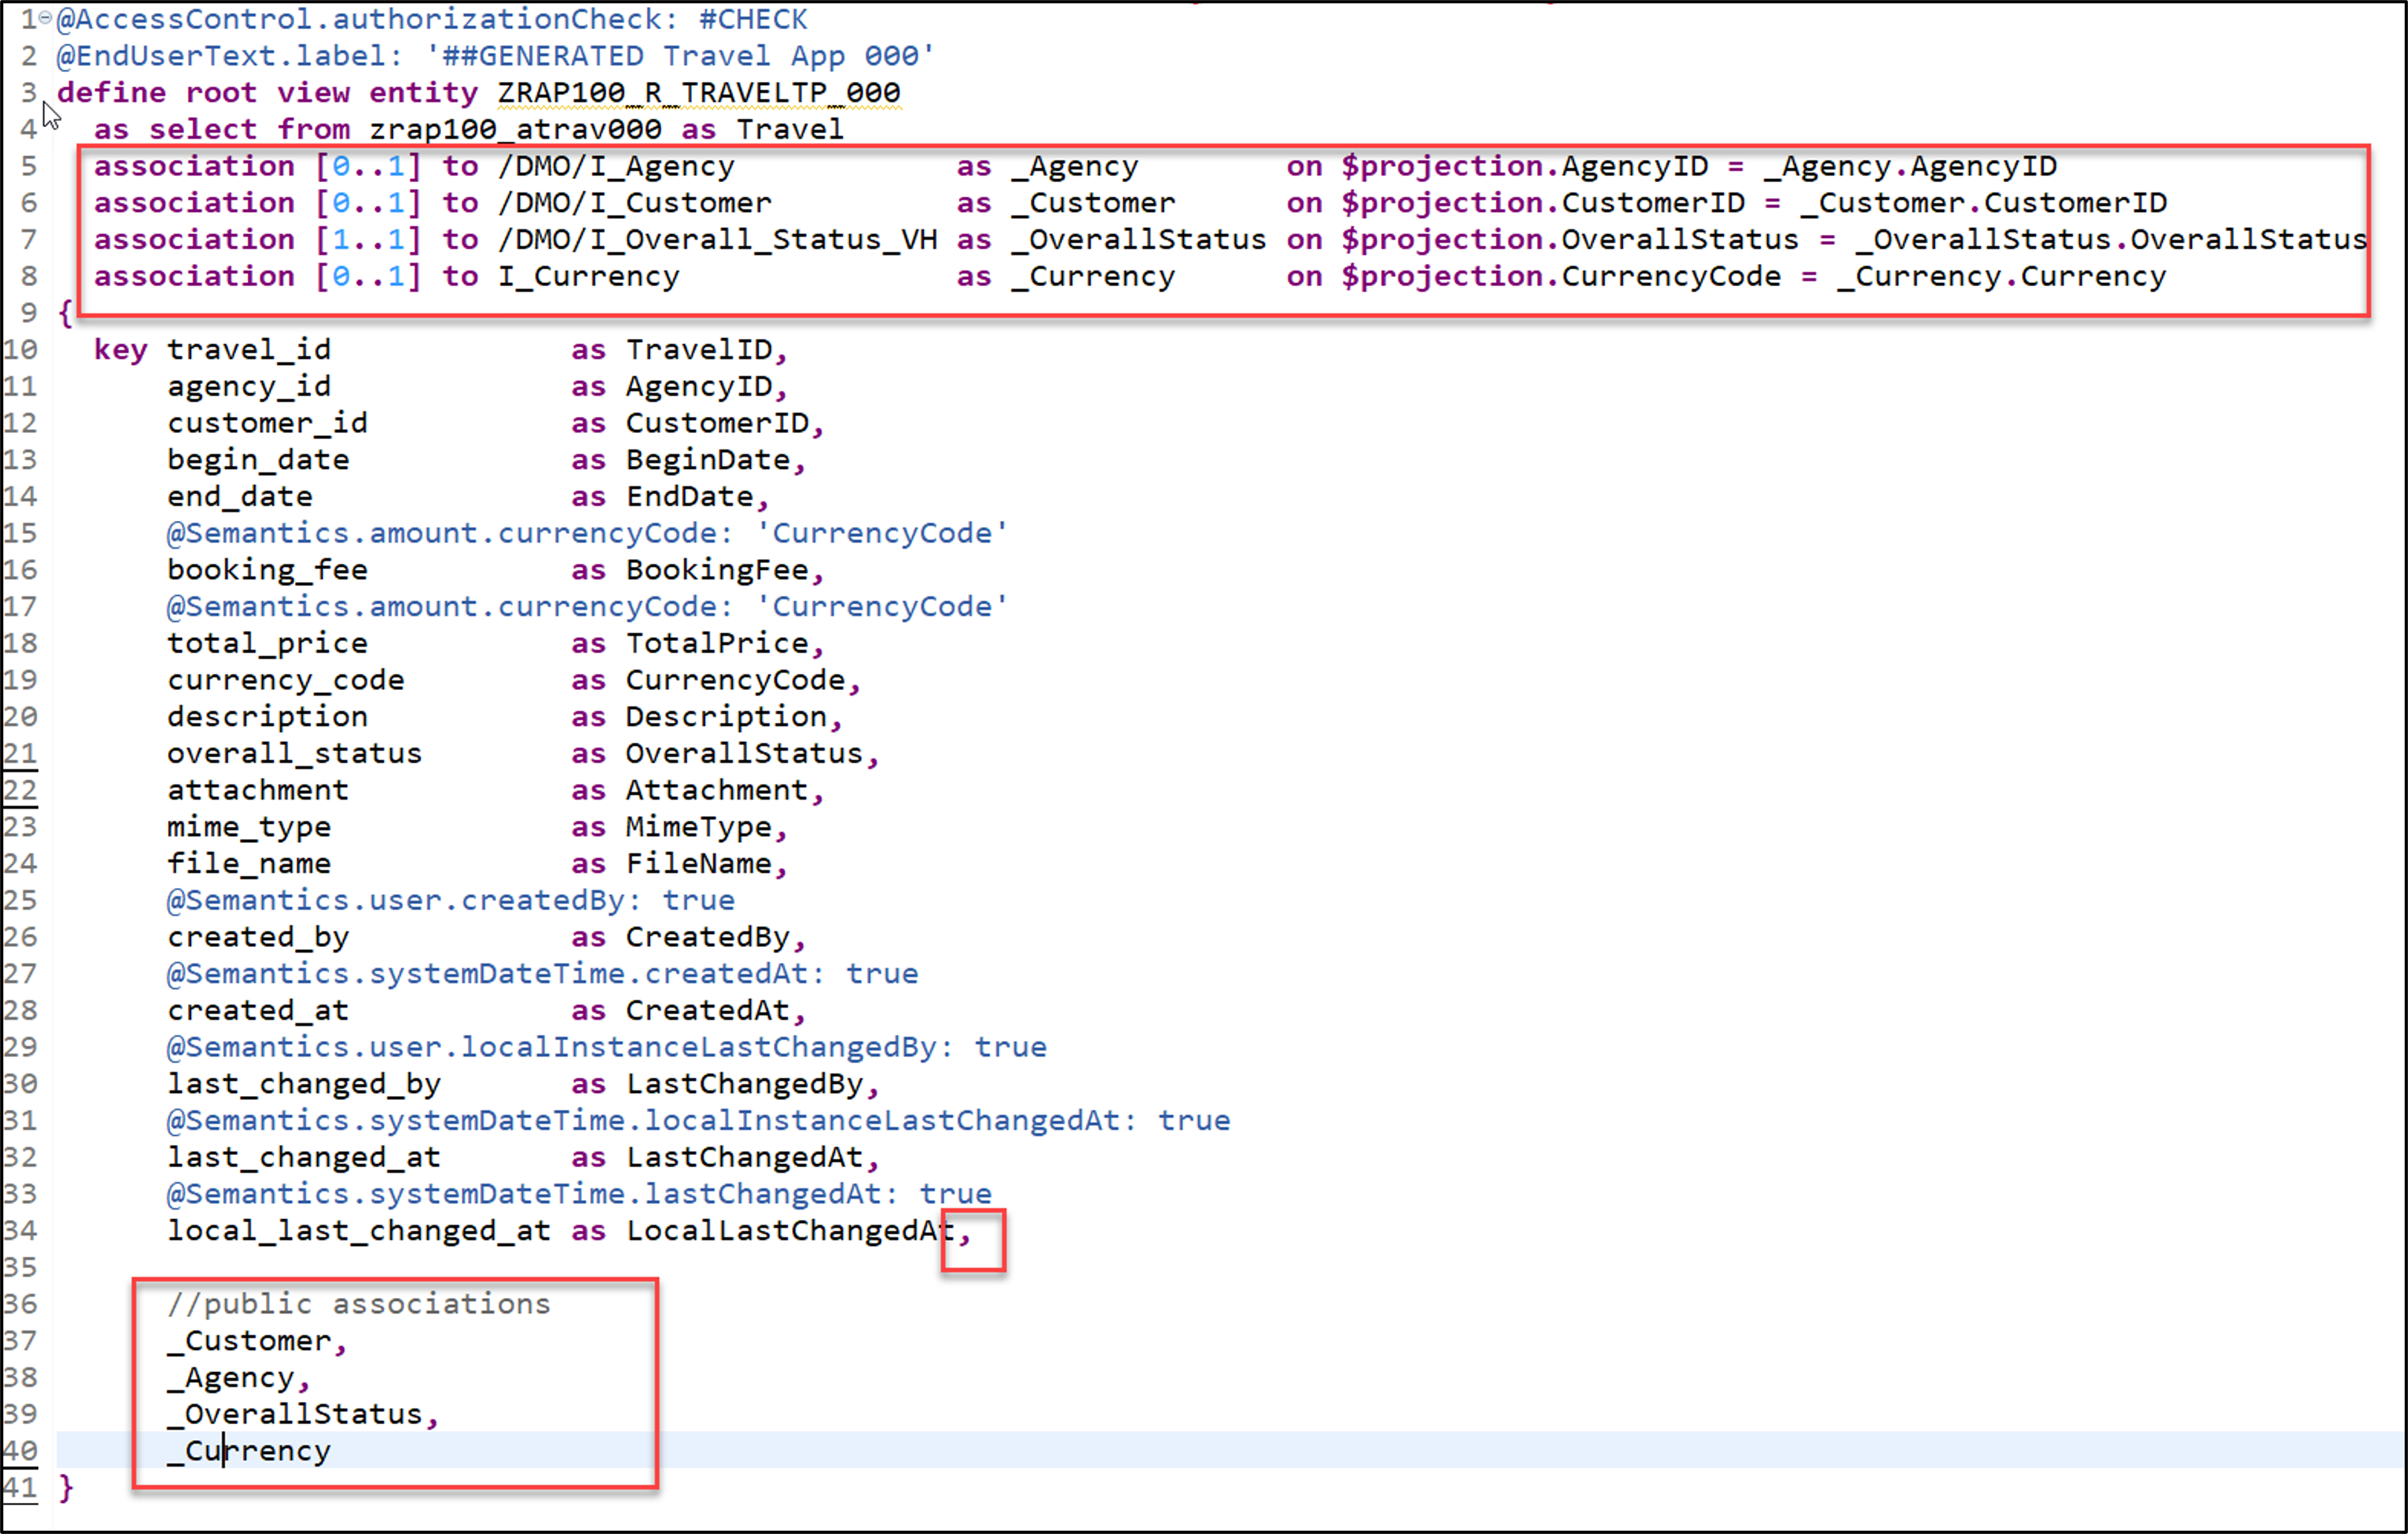 1 @AccessControl.authorizationCheck: #CHECK
2 @EndUserText.label: '##GENERATED Travel App 000'
3 define root view entity ZRAP100_R_TRAVELTP_000
4 as select from zrap100_atrav000 as Travel
5 association [0..1] to /DMO/I_Agency as _Agency on $projection.AgencyID = _Agency.AgencyID
6 association [0..1] to /DMO/I_Customer as _Customer on $projection.CustomerID = _Customer.CustomerID
7 association [1..1] to /DMO/I_Overall_Status_VH as _OverallStatus on $projection.OverallStatus = _OverallStatus.OverallStatus
8 association [0..1] to I_Currency as _Currency on $projection.CurrencyCode = _Currency.Currency
9 {
10 key travel_id as TravelID,
11 agency_id as AgencyID,
12 customer_id as CustomerID,
13 begin_date as BeginDate,
14 end_date as EndDate,
15 @Semantics.amount.currencyCode: 'CurrencyCode'
16 booking_fee as BookingFee,
17 @Semantics.amount.currencyCode: 'CurrencyCode'
18 total_price as TotalPrice,
19 currency_code as CurrencyCode,
20 description as Description,
21 overall_status as OverallStatus,
22 attachment as Attachment,
23 mime_type as MimeType,
24 file_name as FileName,
25 @Semantics.user.createdBy: true
26 created_by as CreatedBy,
27 @Semantics.systemDateTime.createdAt: true
28 created_at as CreatedAt,
29 @Semantics.user.localInstanceLastChangedBy: true
30 last_changed_by as LastChangedBy,
31 @Semantics.systemDateTime.localInstanceLastChangedAt: true
32 last_changed_at as LastChangedAt,
33 @Semantics.systemDateTime.lastChangedAt: true
34 local_last_changed_at as LocalLastChangedAt,
35
36 //public associations
37 _Customer,
38 _Agency,
39 _OverallStatus,
40 _Currency
41 }